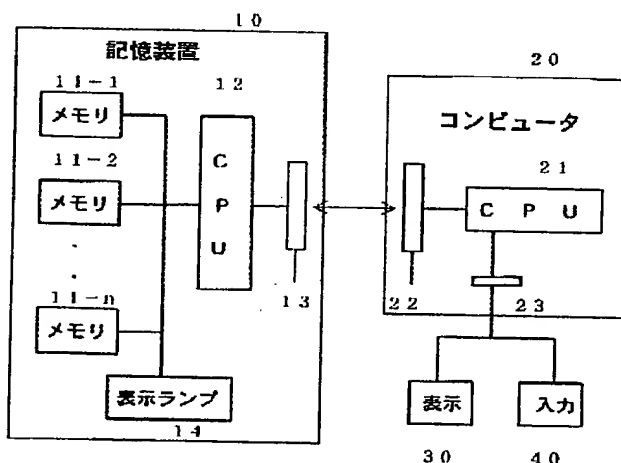 10
記憶装置
11-1
メモリ
11-2
メモリ
11-n
メモリ
12
CPU
13
表示ランプ
14
20
コンピュータ
21
CPU
22
23
表示
30
入力
40